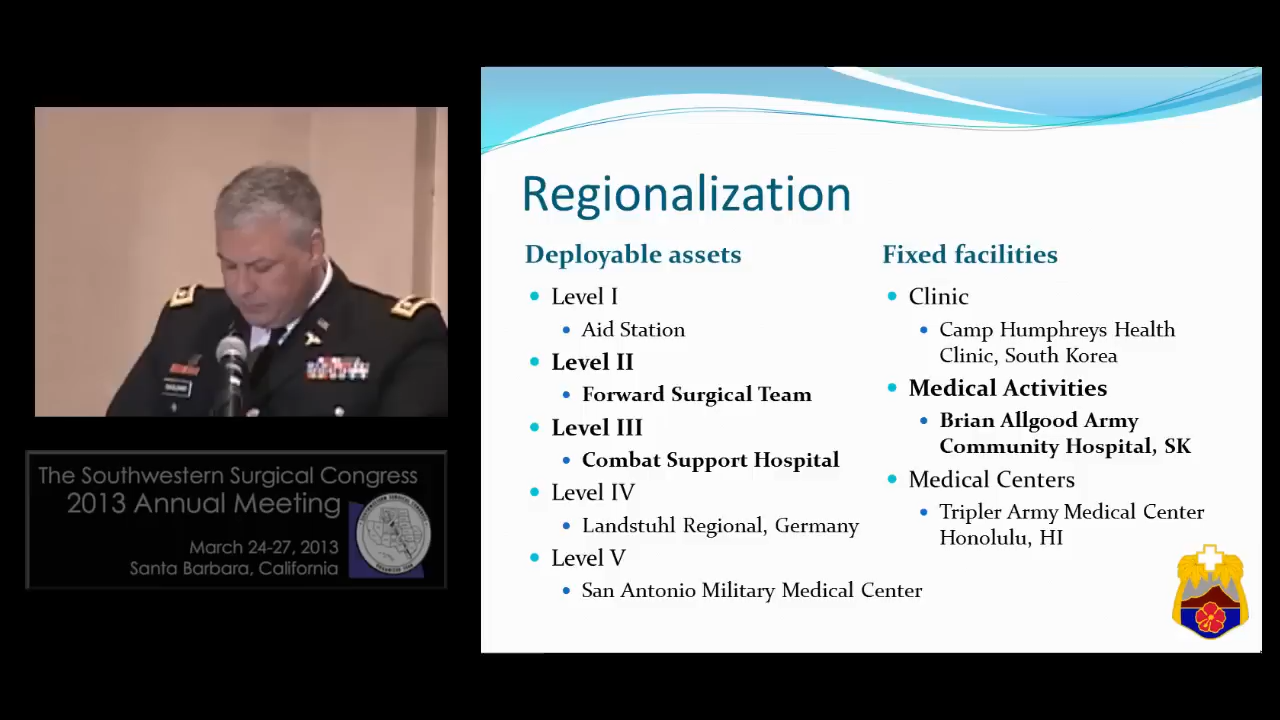 The Southwestern Surgical Congress
2013 Annual Meeting
March 24-27, 2013
Santa Barbara, California
Regionalization
Deployable assets
Level I
Aid Station
Level II
Forward Surgical Team
Level III
Combat Support Hospital
Level IV
Landstuhl Regional, Germany
Level V
San Antonio Military Medical Center
Fixed facilities
Clinic
Camp Humphreys Health
Clinic, South Korea
Medical Activities
Brian Allgood Army
Community Hospital, SK
Medical Centers
Tripler Army Medical Center
Honolulu, HI